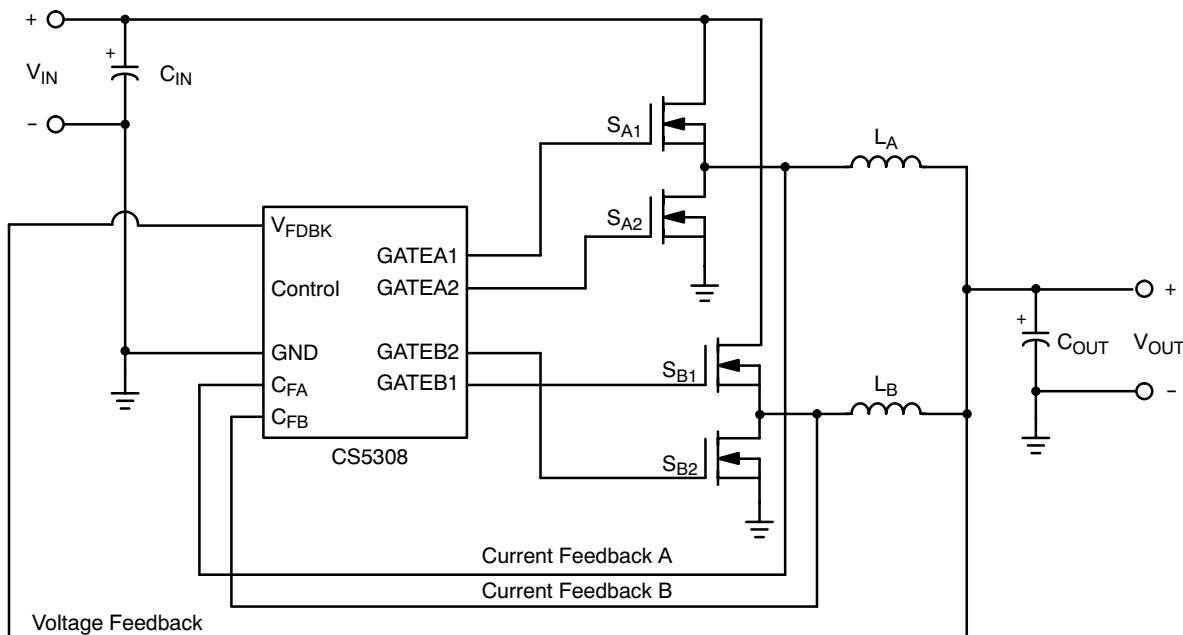 +
+
V_IN
C_IN
−
S_A1
L_A
V_FDBK
S_A2
GATEA1
Control
GATEA2
+
+
C_OUT
V_OUT
GND
GATEB2
S_B1
C_FA
GATEB1
L_B
−
C_FB
CS5308
S_B2
Current Feedback A
Current Feedback B
Voltage Feedback